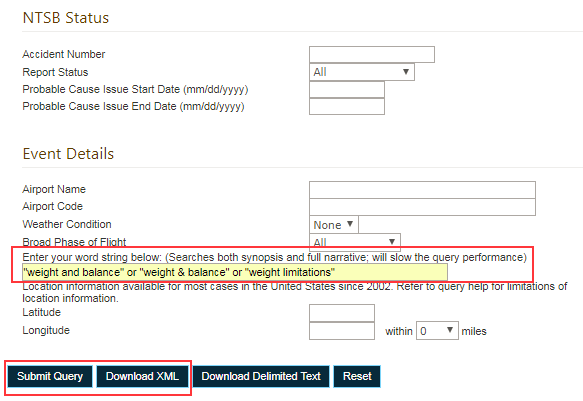 NTSB Status
Accident Number
Report Status All
Probable Cause Issue Start Date (mm/dd/yyyy)
Probable Cause Issue End Date (mm/dd/yyyy)
Event Details
Airport Name
Airport Code
Weather Condition None
Broad Phase of Flight All
Enter your word string below: (Searches both synopsis and full narrative; will slow the query performance)
"weight and balance" or "weight & balance" or "weight limitations"
Location information available for most cases in the United States since 2002. Refer to query help for limitations of
location information.
Latitude
Longitude within 0 miles
Submit Query Download XML Download Delimited Text Reset